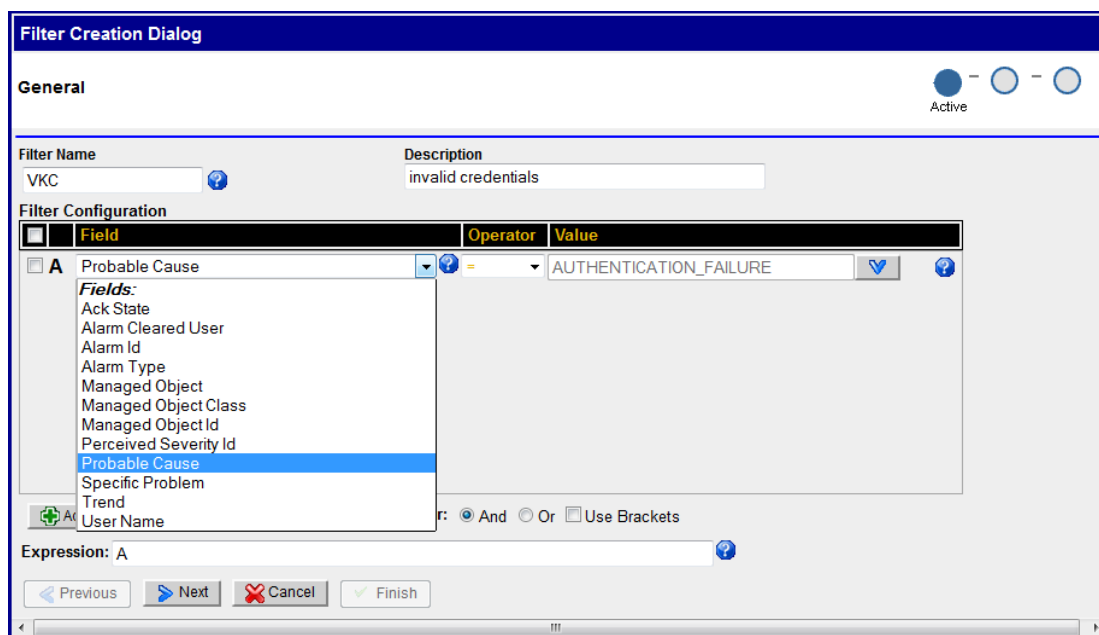 Filter Creation Dialog
General
Active
Filter Name Description
VKC invalid credentials
Filter Configuration
Field Operator Value
A Probable Cause = AUTHENTICATION_FAILURE
Fields:
Ack State
Alarm Cleared User
Alarm Id
Alarm Type
Managed Object
Managed Object Class
Managed Object Id
Perceived Severity Id
Probable Cause
Specific Problem
Trend
User Name
And Or Use Brackets
Expression: A
Previous Next Cancel Finish